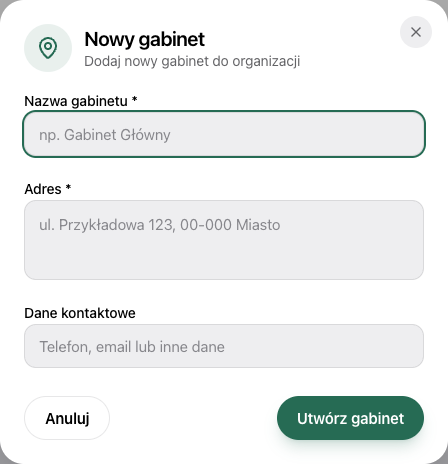 Nowy gabinet
Dodaj nowy gabinet do organizacji
Nazwa gabinetu *
np. Gabinet Główny
Adres *
ul. Przykładowa 123, 00-000 Miasto
Dane kontaktowe
Telefon, email lub inne dane
Anuluj
Utwórz gabinet